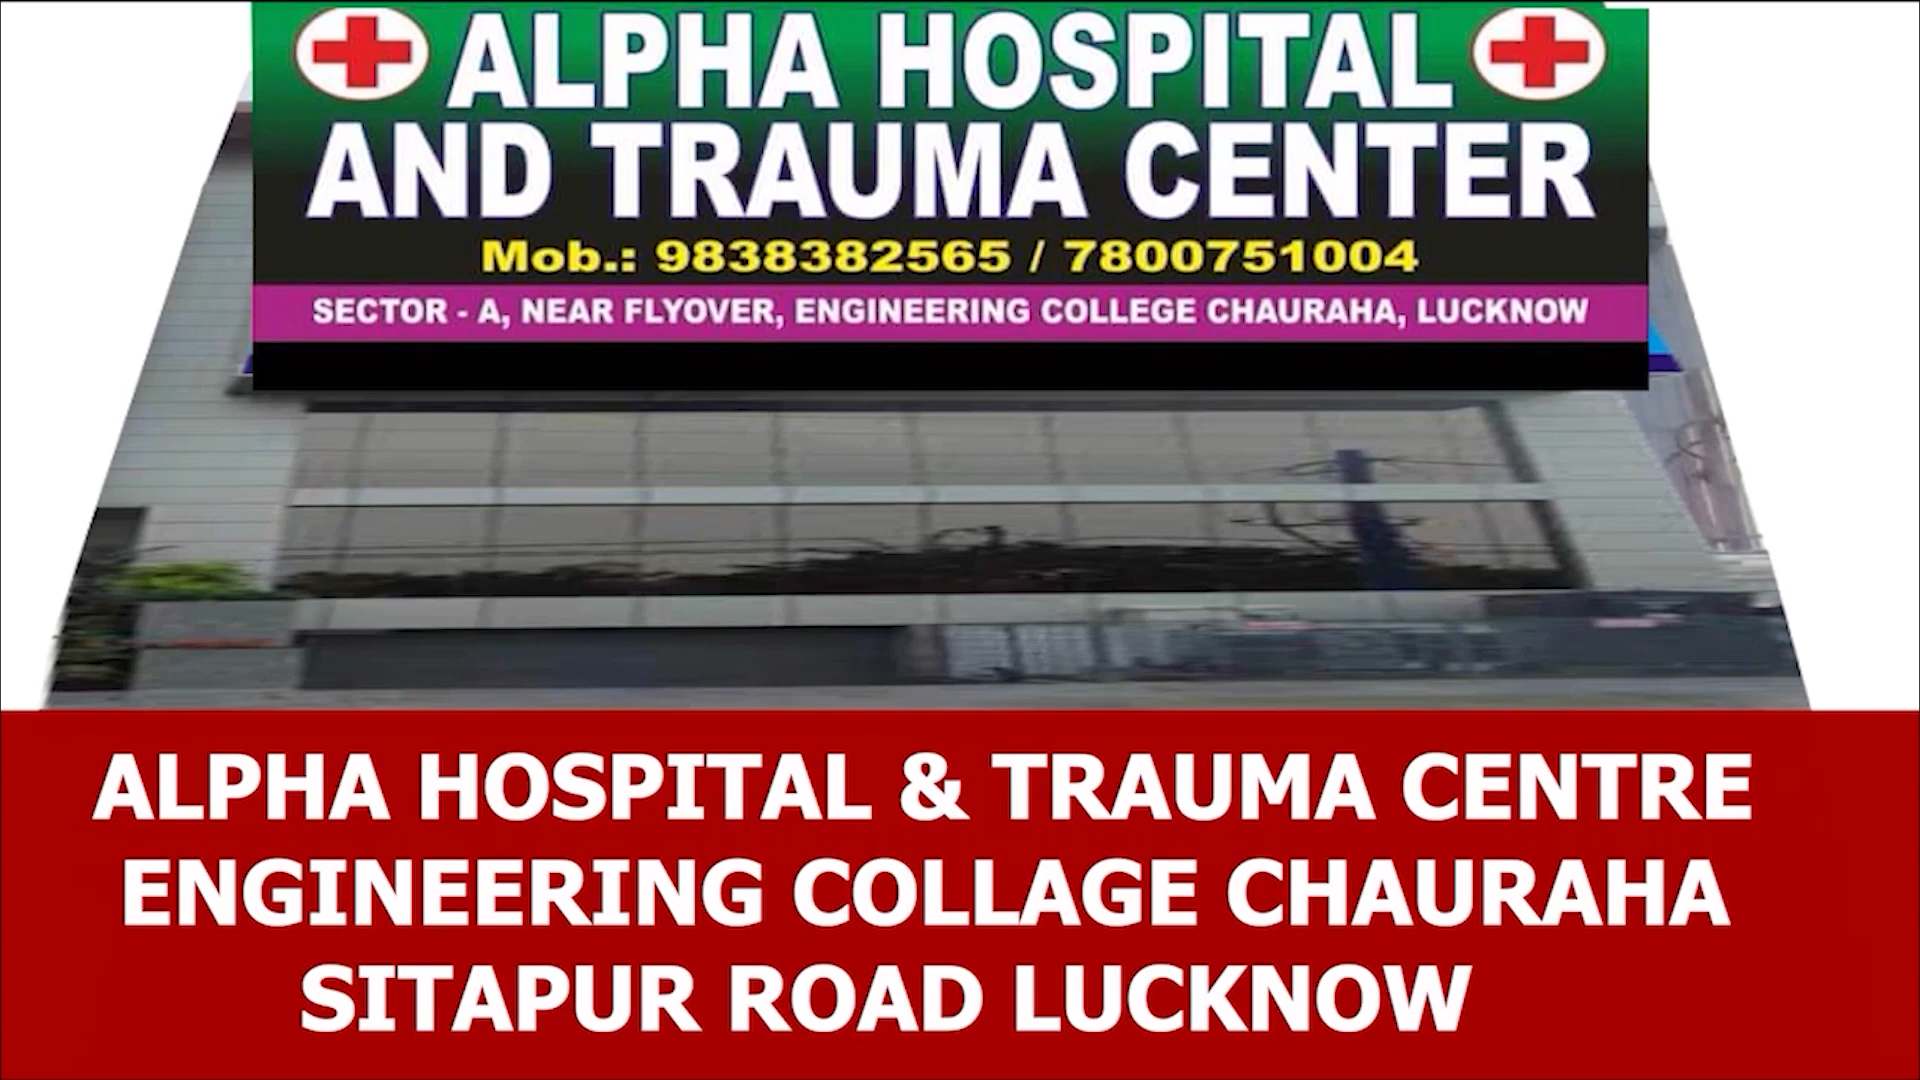 ALPHA HOSPITAL
AND TRAUMA CENTER
Mob.: 9838382565 / 7800751004
SECTOR - A, NEAR FLYOVER, ENGINEERING COLLEGE CHAURAHA, LUCKNOW
ALPHA HOSPITAL & TRAUMA CENTRE
ENGINEERING COLLAGE CHAURAHA
SITAPUR ROAD LUCKNOW